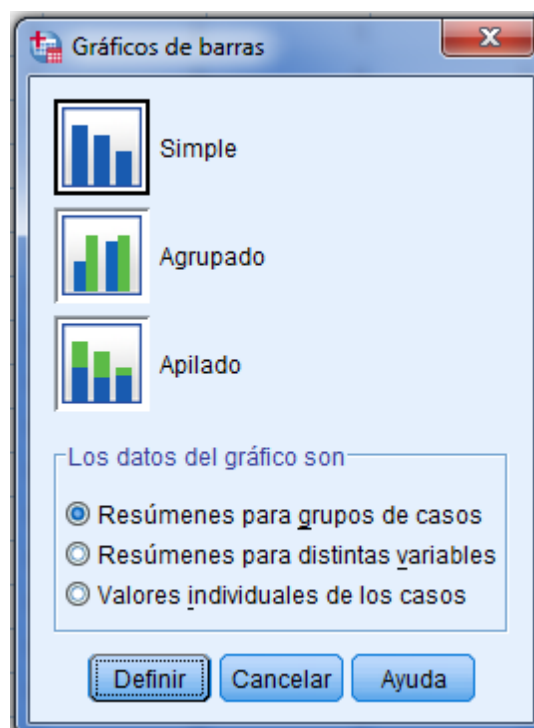 Gráficos de barras
Simple
Agrupado
Apilado
Los datos del gráfico son
Resúmenes para grupos de casos
Resúmenes para distintas variables
Valores individuales de los casos
Definir Cancelar Ayuda